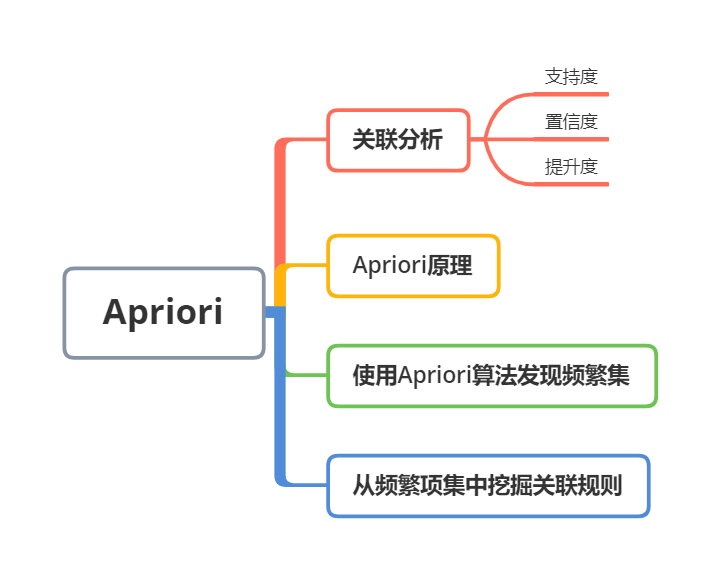 Apriori
关联分析
支持度
置信度
提升度
Apriori原理
使用Apriori算法发现频繁集
从频繁项集中挖掘关联规则